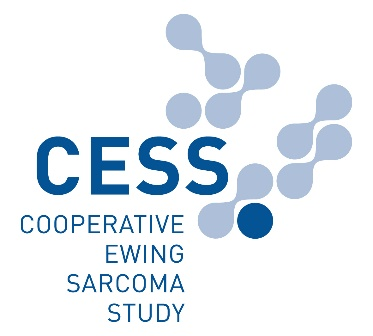 CESS
COOPERATIVE
EWING
SARCOMA
STUDY